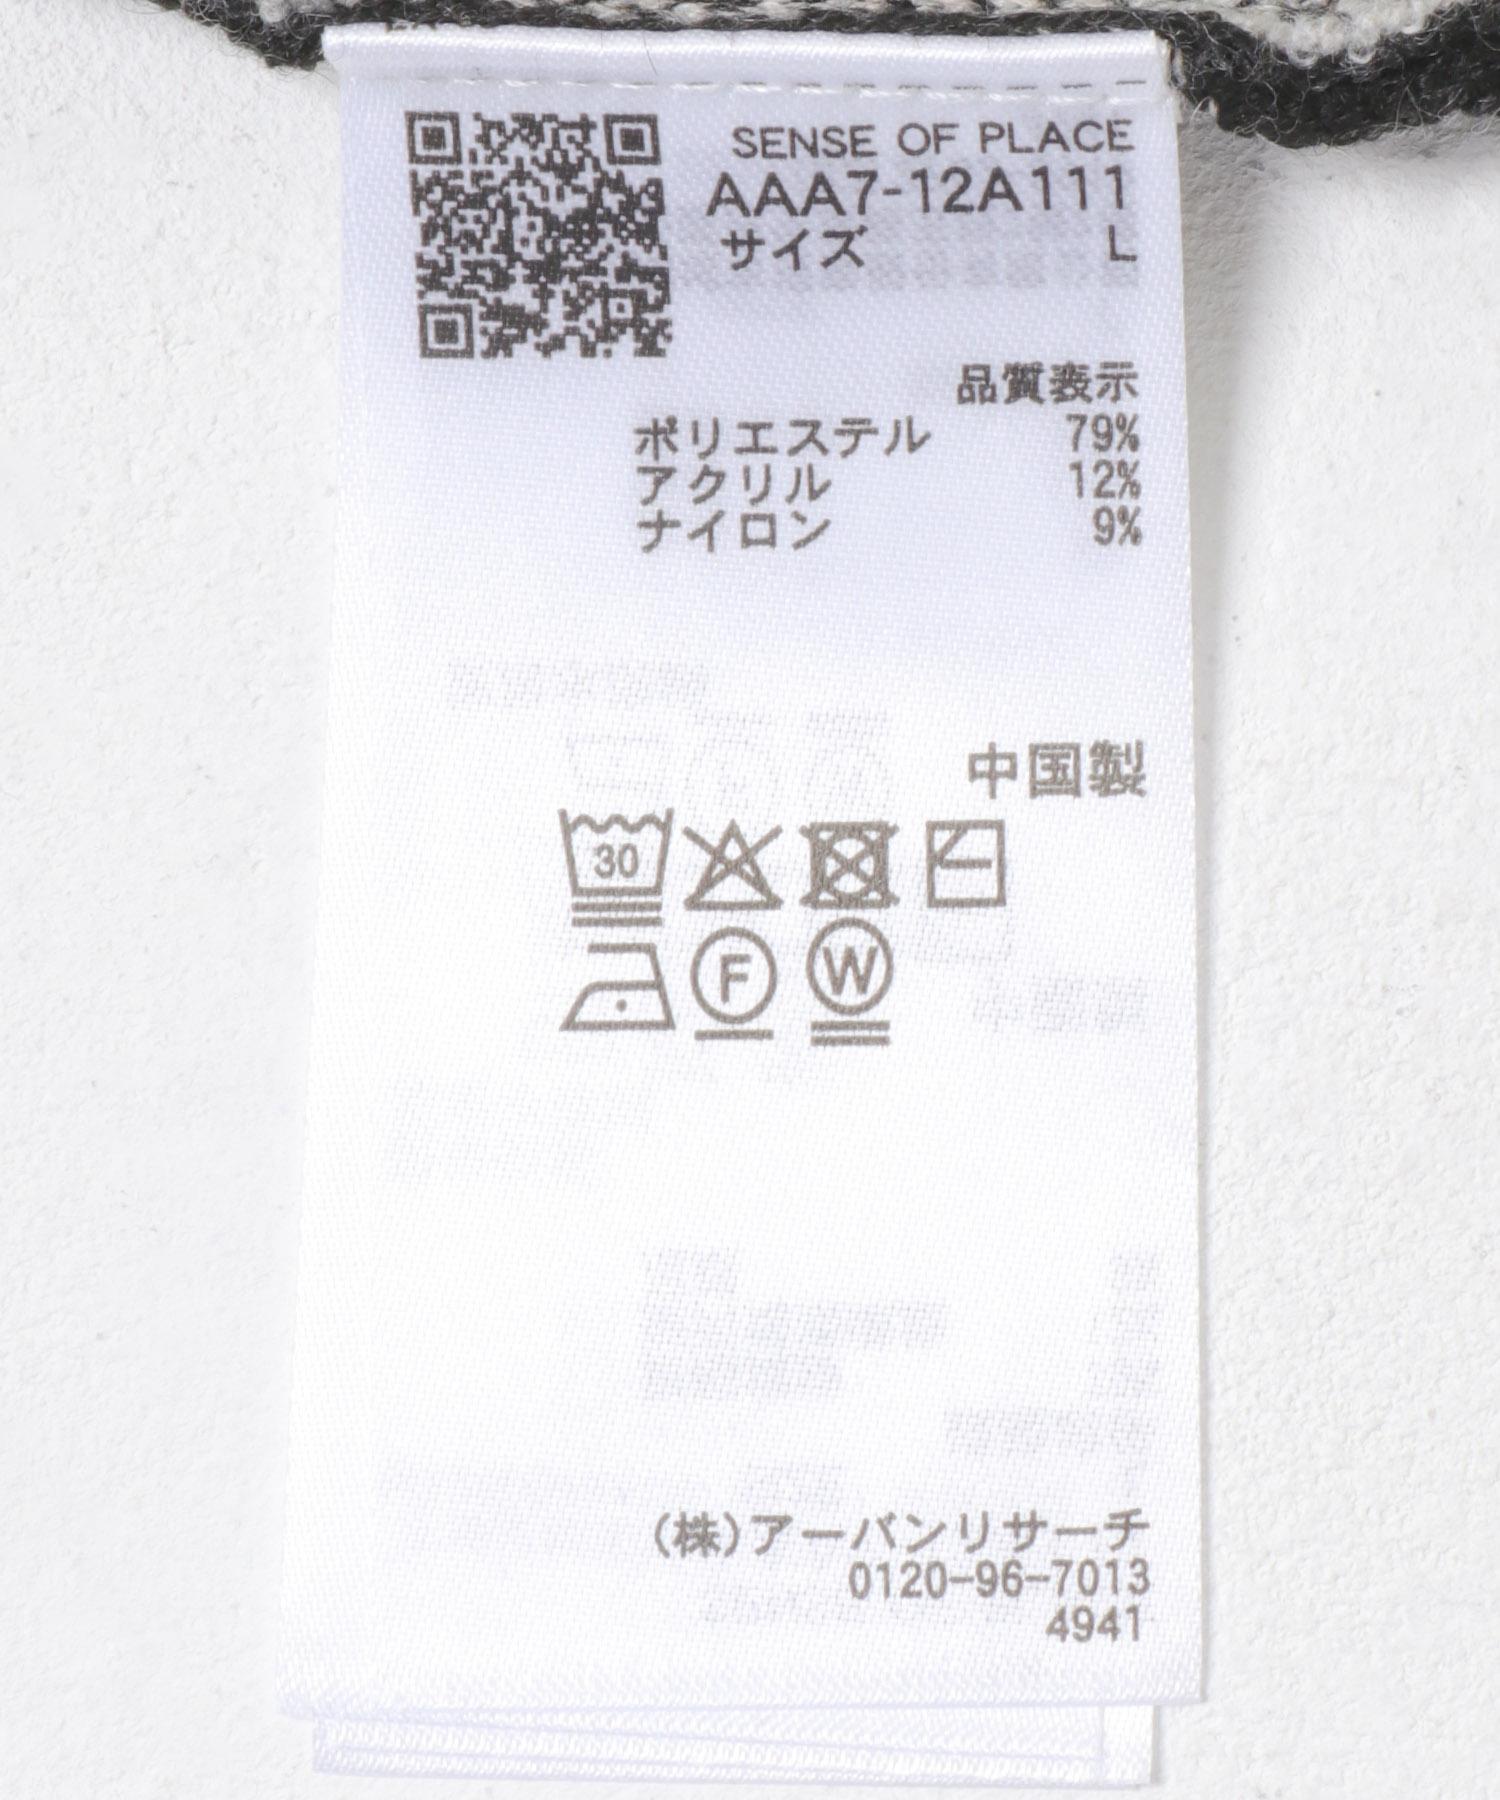 SENSE OF PLACE
AAA7-12A111
サイズ L
品質表示
ポリエステル 79%
アクリル 12%
ナイロン 9%
中国製
30
F W
(株)アーバンリサーチ
0120-96-7013
4941